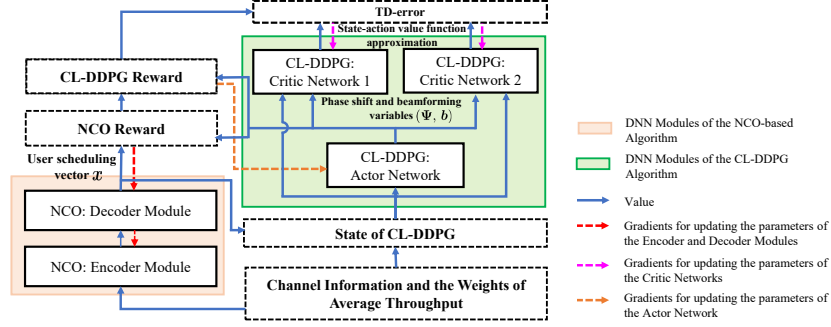 TD-error
State-action value function
approximation
CL-DDPG:
Critic Network 1
CL-DDPG:
Critic Network 2
CL-DDPG Reward
Phase shift and beamforming
variables (Ψ, b)
NCO Reward
User scheduling
vector x
CL-DDPG:
Actor Network
NCO: Decoder Module
State of CL-DDPG
NCO: Encoder Module
Channel Information and the Weights of
Average Throughput
DNN Modules of the NCO-based
Algorithm
DNN Modules of the CL-DDPG
Algorithm
Value
Gradients for updating the parameters of
the Encoder and Decoder Modules
Gradients for updating the parameters of
the Critic Networks
Gradients for updating the parameters of
the Actor Network